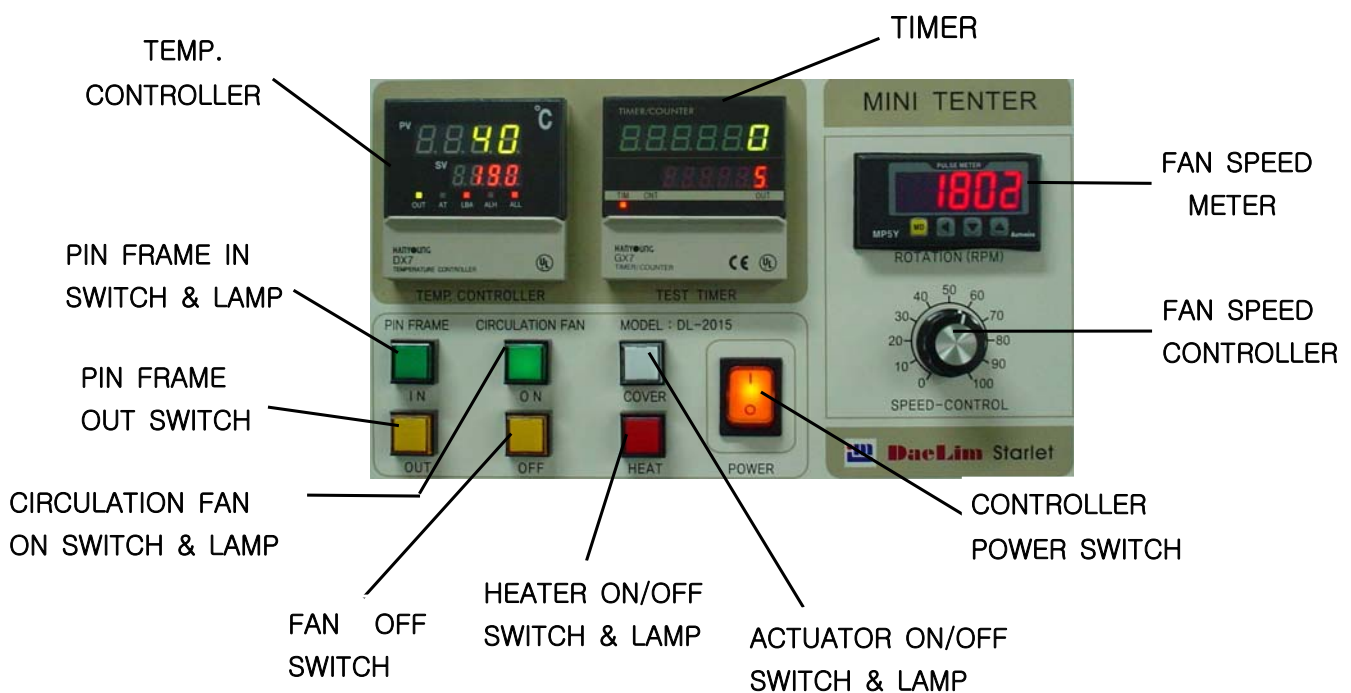 TIMER
TEMP.
CONTROLLER
°C
PV
40
SV
190
OUT AT LBA ALH ALL
HANYOUNG
DX7
TEMPERATURE CONTROLLER
TEMP. CONTROLLER
TIMER/COUNTER
0
5
TIM CNT OUT
HANYOUNG
GX7
TIMER/COUNTER
TEST TIMER
MINI TENTER
PULSE METER
1802
MP5Y MD Autonics
ROTATION (RPM)
FAN SPEED
METER
PIN FRAME IN
SWITCH & LAMP
PIN FRAME
IN
OUT
CIRCULATION FAN
ON
OFF
MODEL : DL-2015
COVER
HEAT
POWER
0 10 20 30 40 50 60 70 80 90 100
SPEED-CONTROL
DaeLim Starlet
FAN SPEED
CONTROLLER
PIN FRAME
OUT SWITCH
CIRCULATION FAN
ON SWITCH & LAMP
FAN OFF
SWITCH
HEATER ON/OFF
SWITCH & LAMP
ACTUATOR ON/OFF
SWITCH & LAMP
CONTROLLER
POWER SWITCH